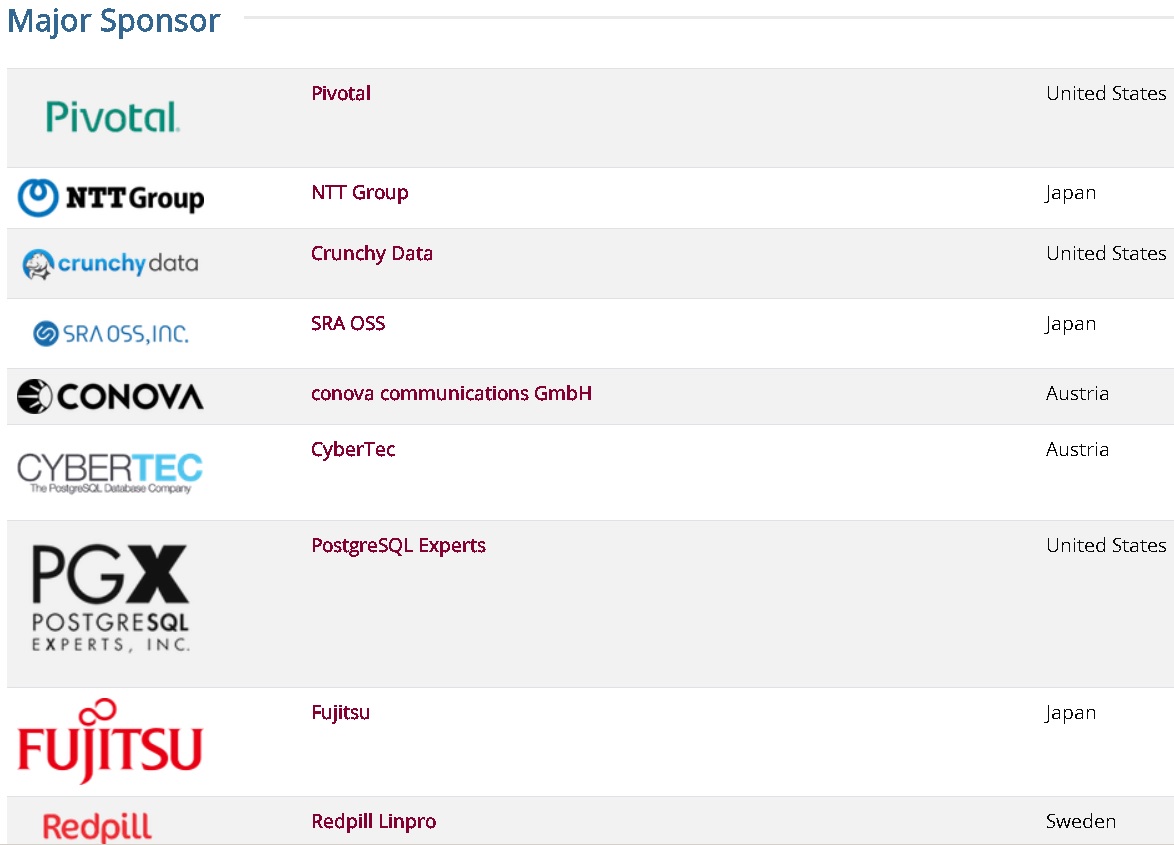 Major Sponsor
Pivotal. Pivotal United States
NTT Group NTT Group Japan
crunchy data Crunchy Data United States
SRA OSS, INC. SRA OSS Japan
CONOVA conova communications GmbH Austria
CYBERTEC CyberTec Austria
The PostgreSQL Database Company
PGX PostgreSQL Experts United States
POSTGRESQL
EXPERTS, INC.
FUJITSU Fujitsu Japan
Redpill Redpill Linpro Sweden